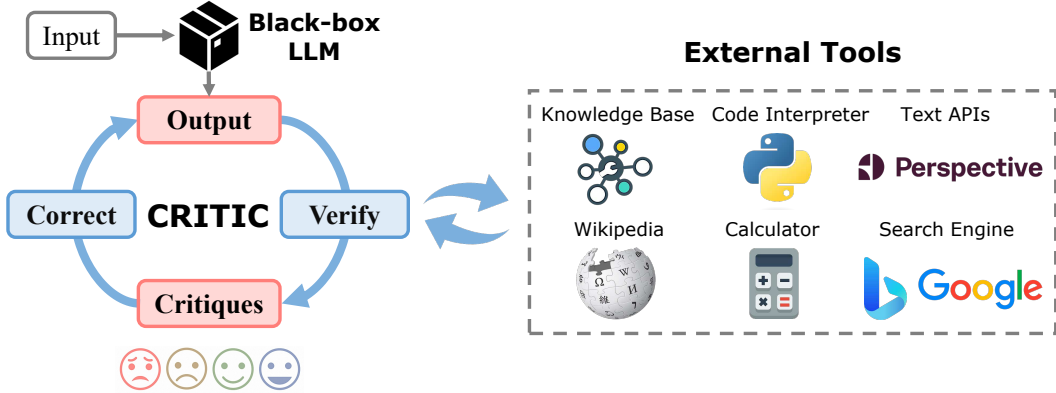 Input
Black-box
LLM
Output
Correct
CRITIC
Verify
Critiques
External Tools
Knowledge Base
Code Interpreter
Text APIs
Perspective
Wikipedia
Calculator
Search Engine
Ω
W
維
И
Google